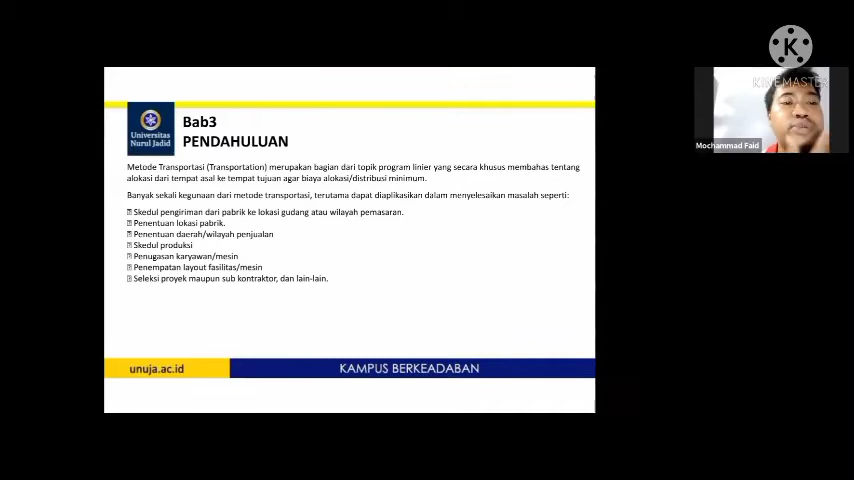 Bab3
PENDAHULUAN
Universitas
Nurul Jadid
Metode Transportasi (Transportation) merupakan bagian dari topik program linier yang secara khusus membahas tentang
alokasi dari tempat asal ke tempat tujuan agar biaya alokasi/distribusi minimum.
Banyak sekali kegunaan dari metode transportasi, terutama dapat diaplikasikan dalam menyelesaikan masalah seperti:
Skedul pengiriman dari pabrik ke lokasi gudang atau wilayah pemasaran.
Penentuan lokasi pabrik.
Penentuan daerah/wilayah penjualan
Skedul produksi
Penugasan karyawan/mesin
Penempatan layout fasilitas/mesin
Seleksi proyek maupun sub kontraktor, dan lain-lain.
unuja.ac.id
KAMPUS BERKEADABAN
K
KINEMASTER
Mochammad Faid